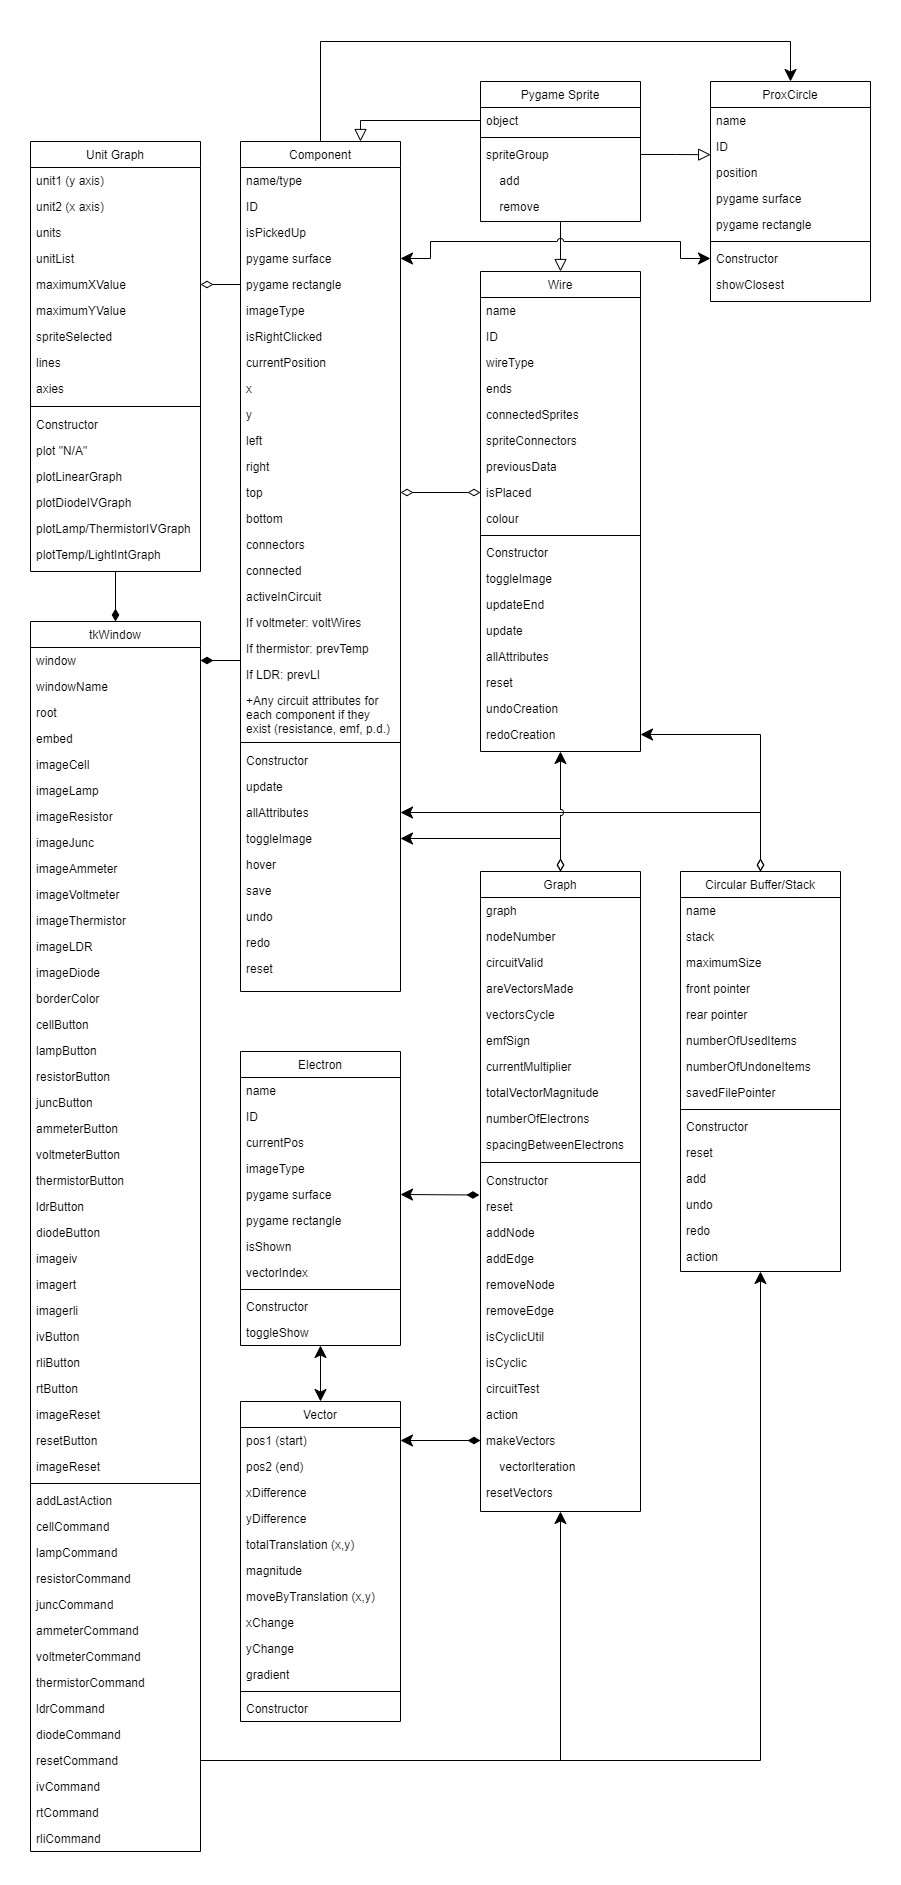 Pygame Sprite
object
spriteGroup
add
remove
ProxCircle
name
ID
position
pygame surface
pygame rectangle
Constructor
showClosest
Unit Graph
unit1 (y axis)
unit2 (x axis)
units
unitList
maximumXValue
maximumYValue
spriteSelected
lines
axies
Constructor
plot "N/A"
plotLinearGraph
plotDiodeIVGraph
plotLamp/ThermistorIVGraph
plotTemp/LightIntGraph
Component
name/type
ID
isPickedUp
pygame surface
pygame rectangle
imageType
isRightClicked
currentPosition
x
y
left
right
top
bottom
connectors
connected
activeInCircuit
If voltmeter: voltWires
If thermistor: prevTemp
If LDR: prevLI
+Any circuit attributes for
each component if they
exist (resistance, emf, p.d.)
Constructor
update
allAttributes
toggleImage
hover
save
undo
redo
reset
Wire
name
ID
wireType
ends
connectedSprites
spriteConnectors
previousData
isPlaced
colour
Constructor
toggleImage
updateEnd
update
allAttributes
reset
undoCreation
redoCreation
tkWindow
window
windowName
root
embed
imageCell
imageLamp
imageResistor
imageJunc
imageAmmeter
imageVoltmeter
imageThermistor
imageLDR
imageDiode
borderColor
cellButton
lampButton
resistorButton
juncButton
ammeterButton
voltmeterButton
thermistorButton
ldrButton
diodeButton
imageiv
imagert
imagerli
ivButton
rliButton
rtButton
imageReset
resetButton
imageReset
addLastAction
cellCommand
lampCommand
resistorCommand
juncCommand
ammeterCommand
voltmeterCommand
thermistorCommand
ldrCommand
diodeCommand
resetCommand
ivCommand
rtCommand
rliCommand
Graph
graph
nodeNumber
circuitValid
areVectorsMade
vectorsCycle
emfSign
currentMultiplier
totalVectorMagnitude
numberOfElectrons
spacingBetweenElectrons
Constructor
reset
addNode
addEdge
removeNode
removeEdge
isCyclicUtil
isCyclic
circuitTest
action
makeVectors
vectorIteration
resetVectors
Circular Buffer/Stack
name
stack
maximumSize
front pointer
rear pointer
numberOfUsedItems
numberOfUndoneItems
savedFilePointer
Constructor
reset
add
undo
redo
action
Electron
name
ID
currentPos
imageType
pygame surface
pygame rectangle
isShown
vectorIndex
Constructor
toggleShow
Vector
pos1 (start)
pos2 (end)
xDifference
yDifference
totalTranslation (x,y)
magnitude
moveByTranslation (x,y)
xChange
yChange
gradient
Constructor